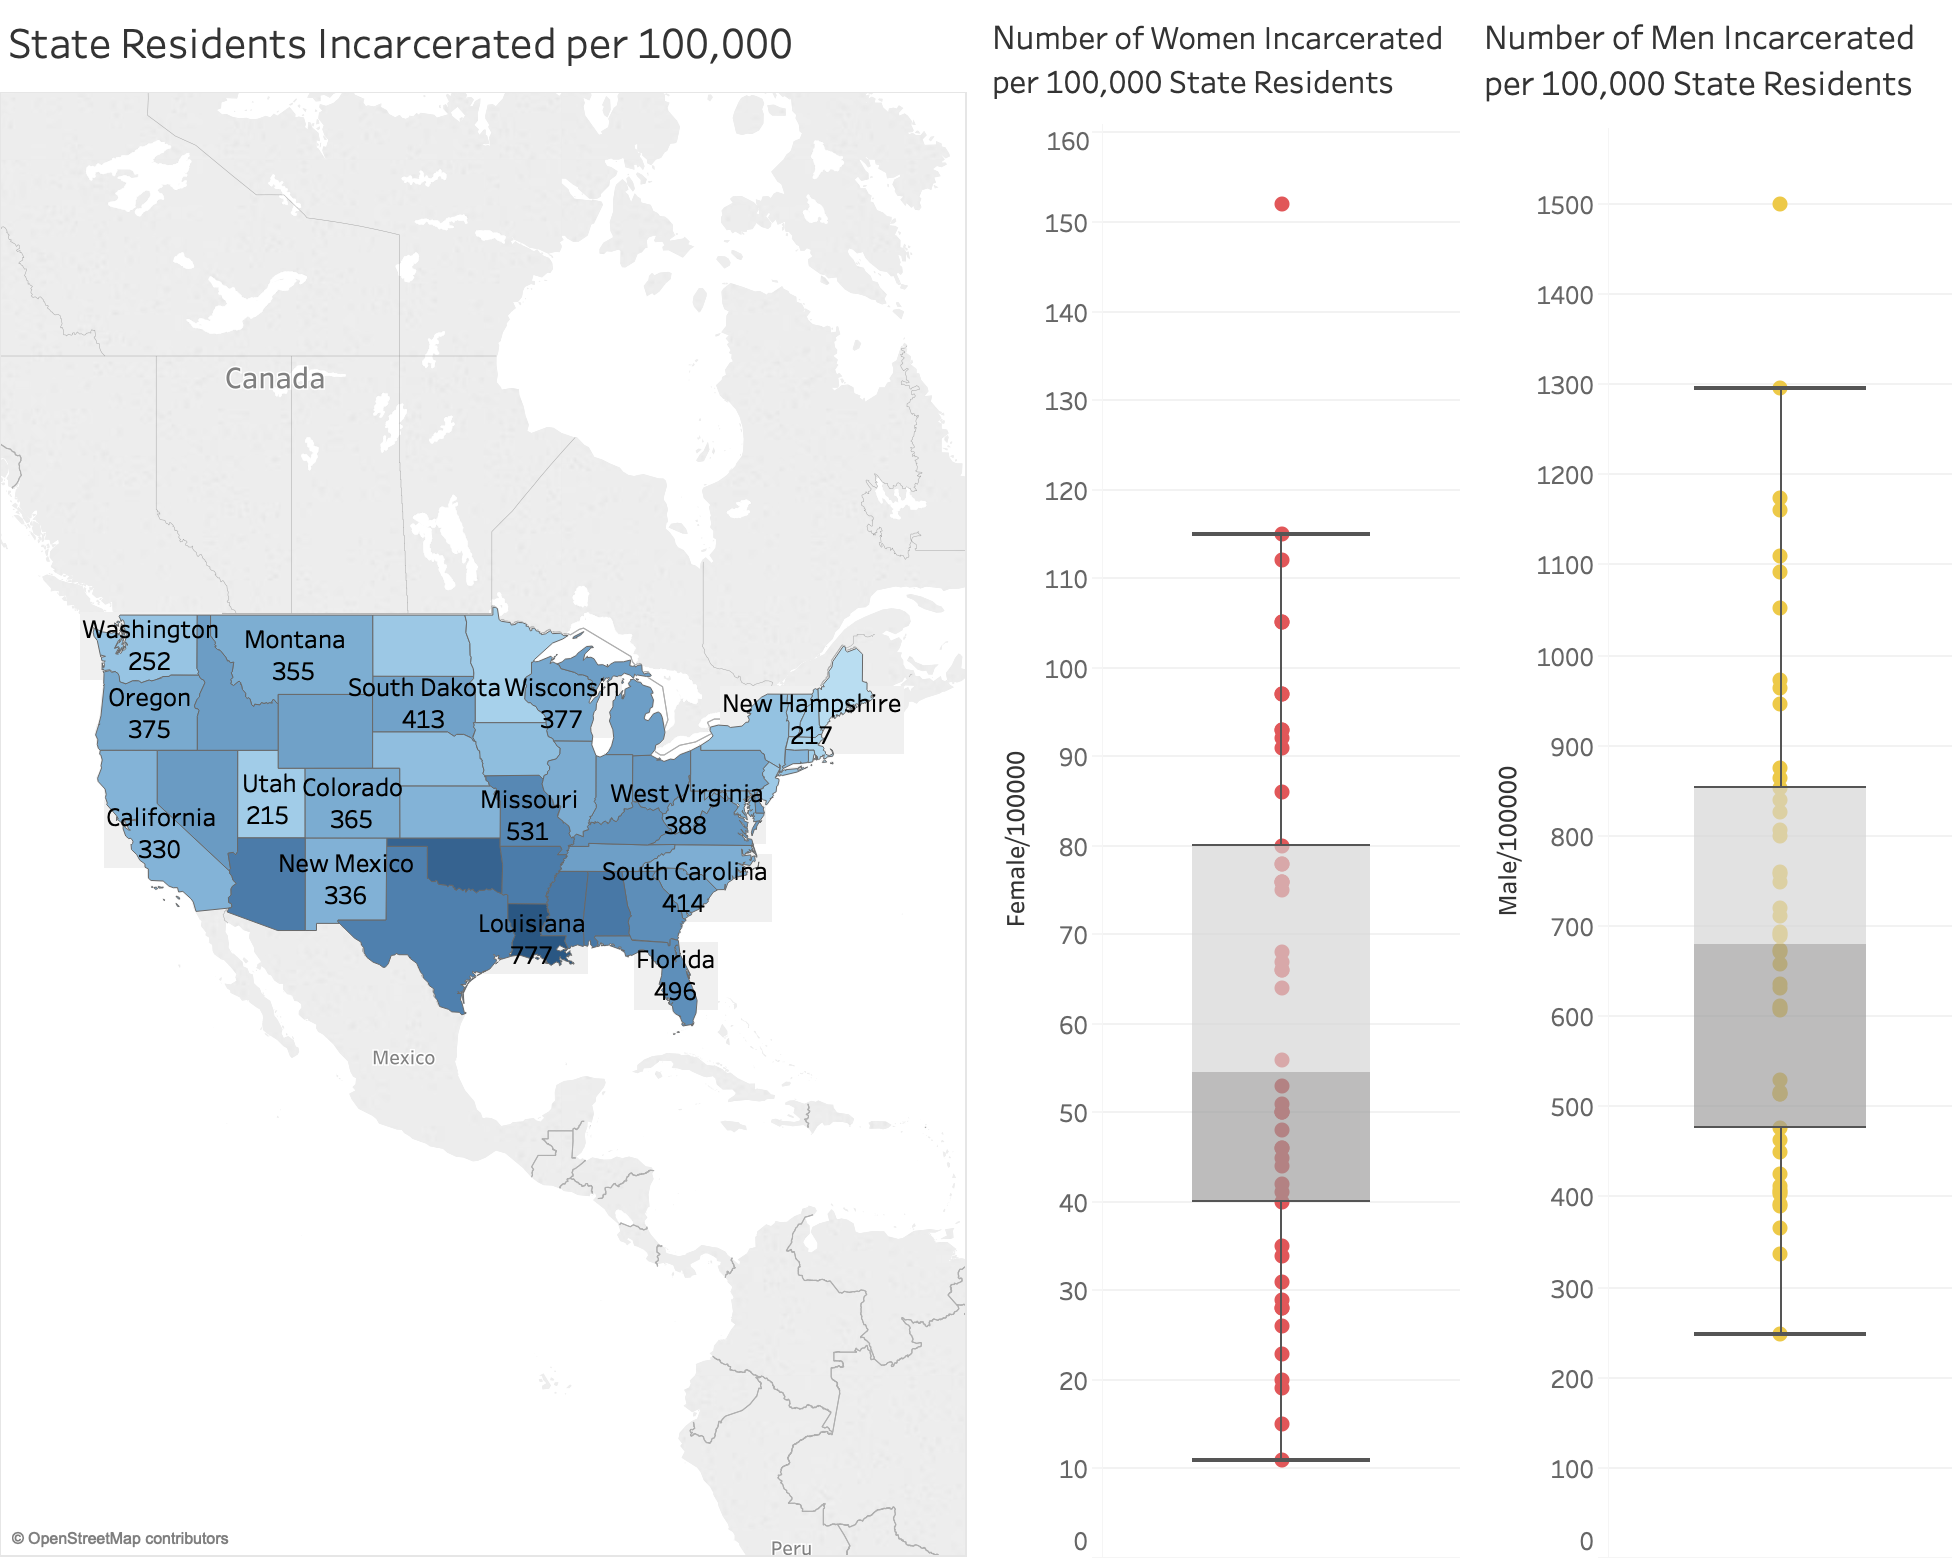 State Residents Incarcerated per 100,000
Canada
Washington
252
Montana
355
Oregon
375
South Dakota
413
Wisconsin
377
New Hampshire
217
Utah
215
Colorado
365
California
330
Missouri
531
West Virginia
388
New Mexico
336
South Carolina
414
Louisiana
777
Florida
496
Mexico
Peru
© OpenStreetMap contributors
Number of Women Incarcerated
per 100,000 State Residents
160
150
140
130
120
110
100
90
80
70
60
50
40
30
20
10
0
Female/100000
Number of Men Incarcerated
per 100,000 State Residents
1500
1400
1300
1200
1100
1000
900
800
700
600
500
400
300
200
100
0
Male/100000